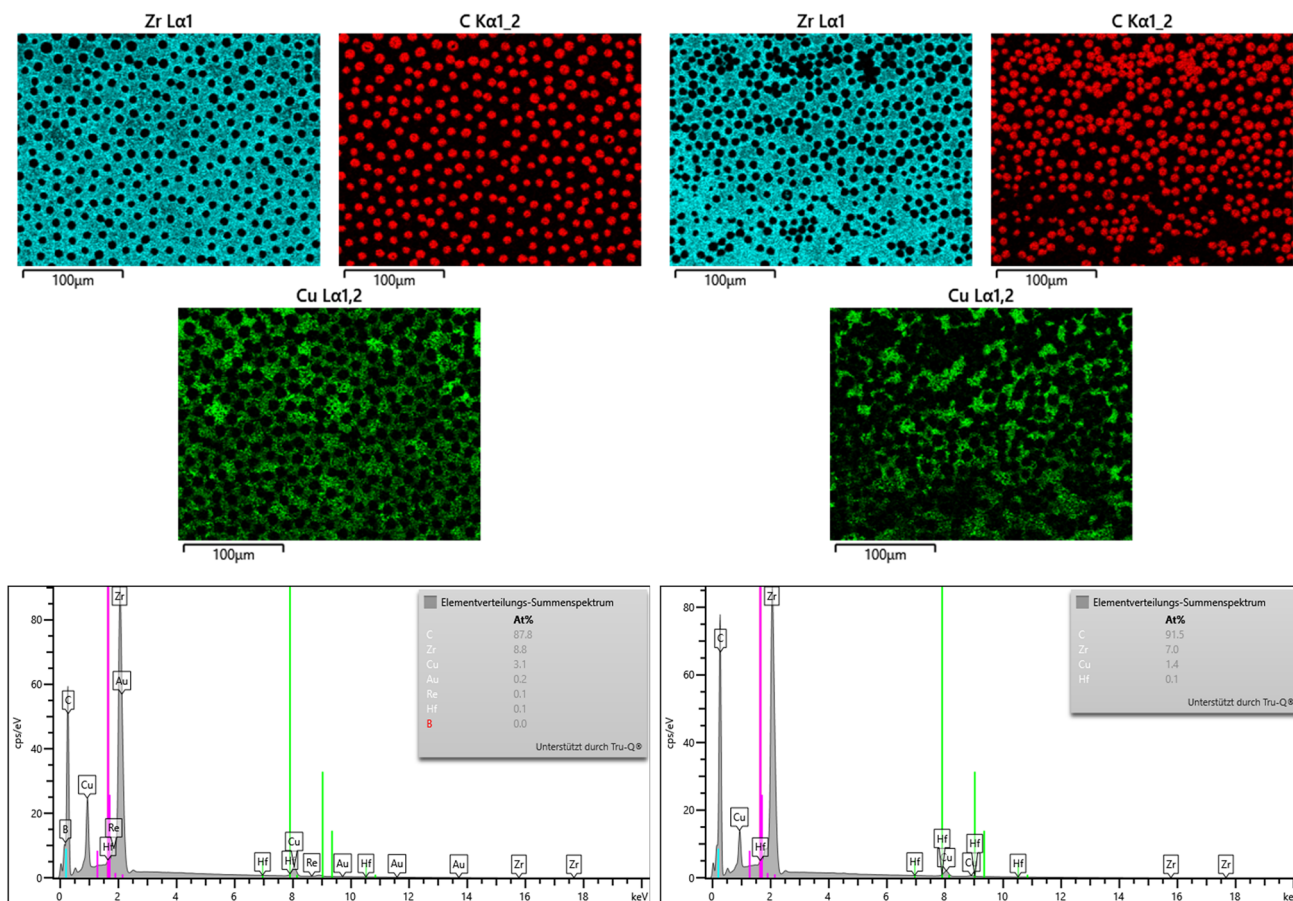 Zr Lα1
C Kα1_2
Zr Lα1
C Kα1_2
100μm
100μm
100μm
100μm
Cu Lα1,2
Cu Lα1,2
100μm
100μm
cps/eV
80
60
40
20
0
0 2 4 6 8 10 12 14 16 18 keV
B
C
Cu
Hf
Re
Zr
Au
Hf
Hf
Cu
Re
Au
Hf
Au
Au
Zr
Zr
Elementverteilungs-Summenspektrum
At%
C 87.8
Zr 8.8
Cu 3.1
Au 0.2
Re 0.1
Hf 0.1
B 0.0
Unterstützt durch Tru-Q®
cps/eV
80
60
40
20
0
0 2 4 6 8 10 12 14 16 18 ke
C
Cu
Hf
Zr
Hf
Hf
Cu
Cu
Hf
Hf
Zr
Zr
Elementverteilungs-Summenspektrum
At%
C 91.5
Zr 7.0
Cu 1.4
Hf 0.1
Unterstützt durch Tru-Q®